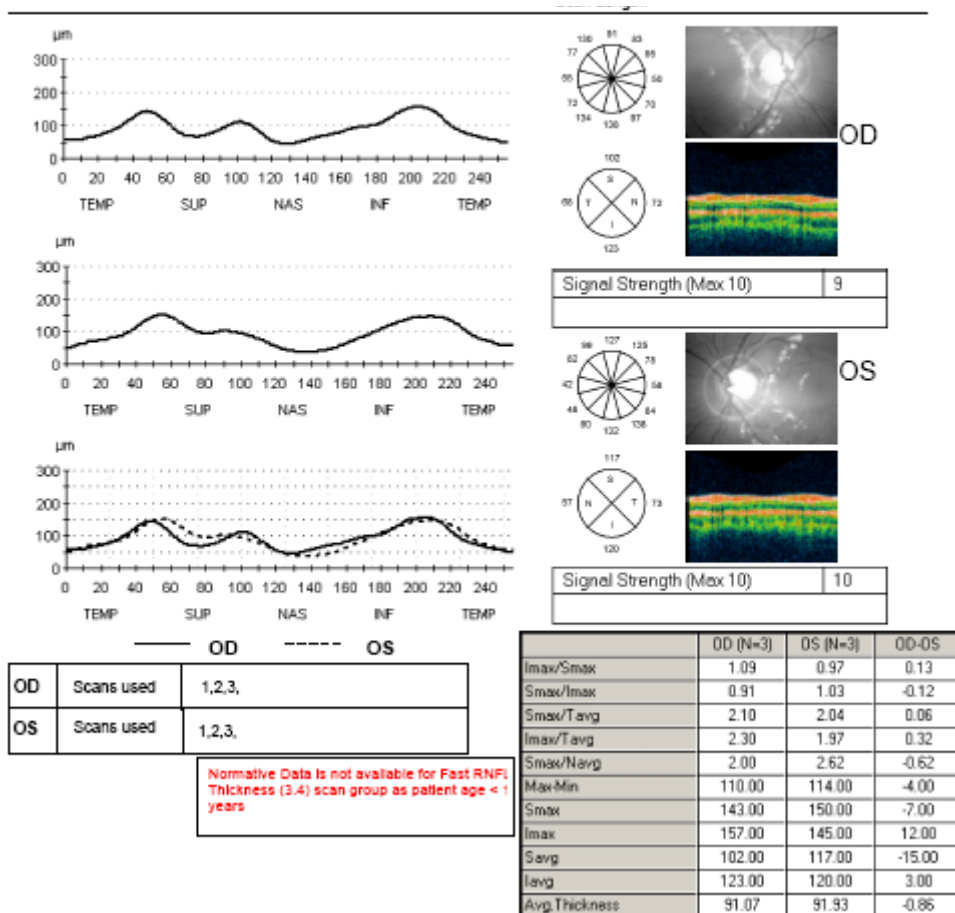 µm
300
200
100
0
0 20 40 60 80 100 120 140 160 180 200 220 240
TEMP SUP NAS INF TEMP
µm
300
200
100
0
0 20 40 60 80 100 120 140 160 180 200 220 240
TEMP SUP NAS INF TEMP
µm
300
200
100
0
0 20 40 60 80 100 120 140 160 180 200 220 240
TEMP SUP NAS INF TEMP
OD OS
OD Scans used 1,2,3,
OS Scans used 1,2,3,
Normative Data is not available for Fast RNFL
Thickness (3.4) scan group as patient age < 1
years
130 91 83
77
50
72 70
134 136 97
OD
102
S
T N 72
I
123
Signal Strength (Max 10) 9
99 127 125
62 78
42 58
48 84
80 122 138
OS
117
S
67 N T 73
I
120
Signal Strength (Max 10) 10
OD (N=3) OS (N=3) OD-OS
Imax/Smax 1.09 0.97 0.13
Smax/Imax 0.91 1.03 -0.12
Smax/Tavg 2.10 2.04 0.06
Imax/Tavg 2.30 1.97 0.32
Smax/Navg 2.00 2.62 -0.62
Max-Min 110.00 114.00 -4.00
Smax 143.00 150.00 -7.00
Imax 157.00 145.00 12.00
Savg 102.00 117.00 -15.00
Iavg 123.00 120.00 3.00
Avg.Thickness 91.07 91.93 -0.86